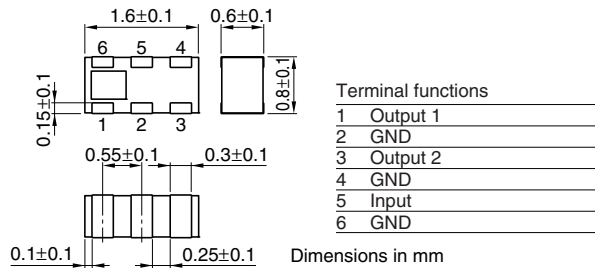 1.6±0.1
0.6±0.1
6 5 4
0.15±0.1
0.8±0.1
1 2 3
0.55±0.1
0.3±0.1
0.1±0.1
0.25±0.1
Dimensions in mm
Terminal functions
1 Output 1
2 GND
3 Output 2
4 GND
5 Input
6 GND